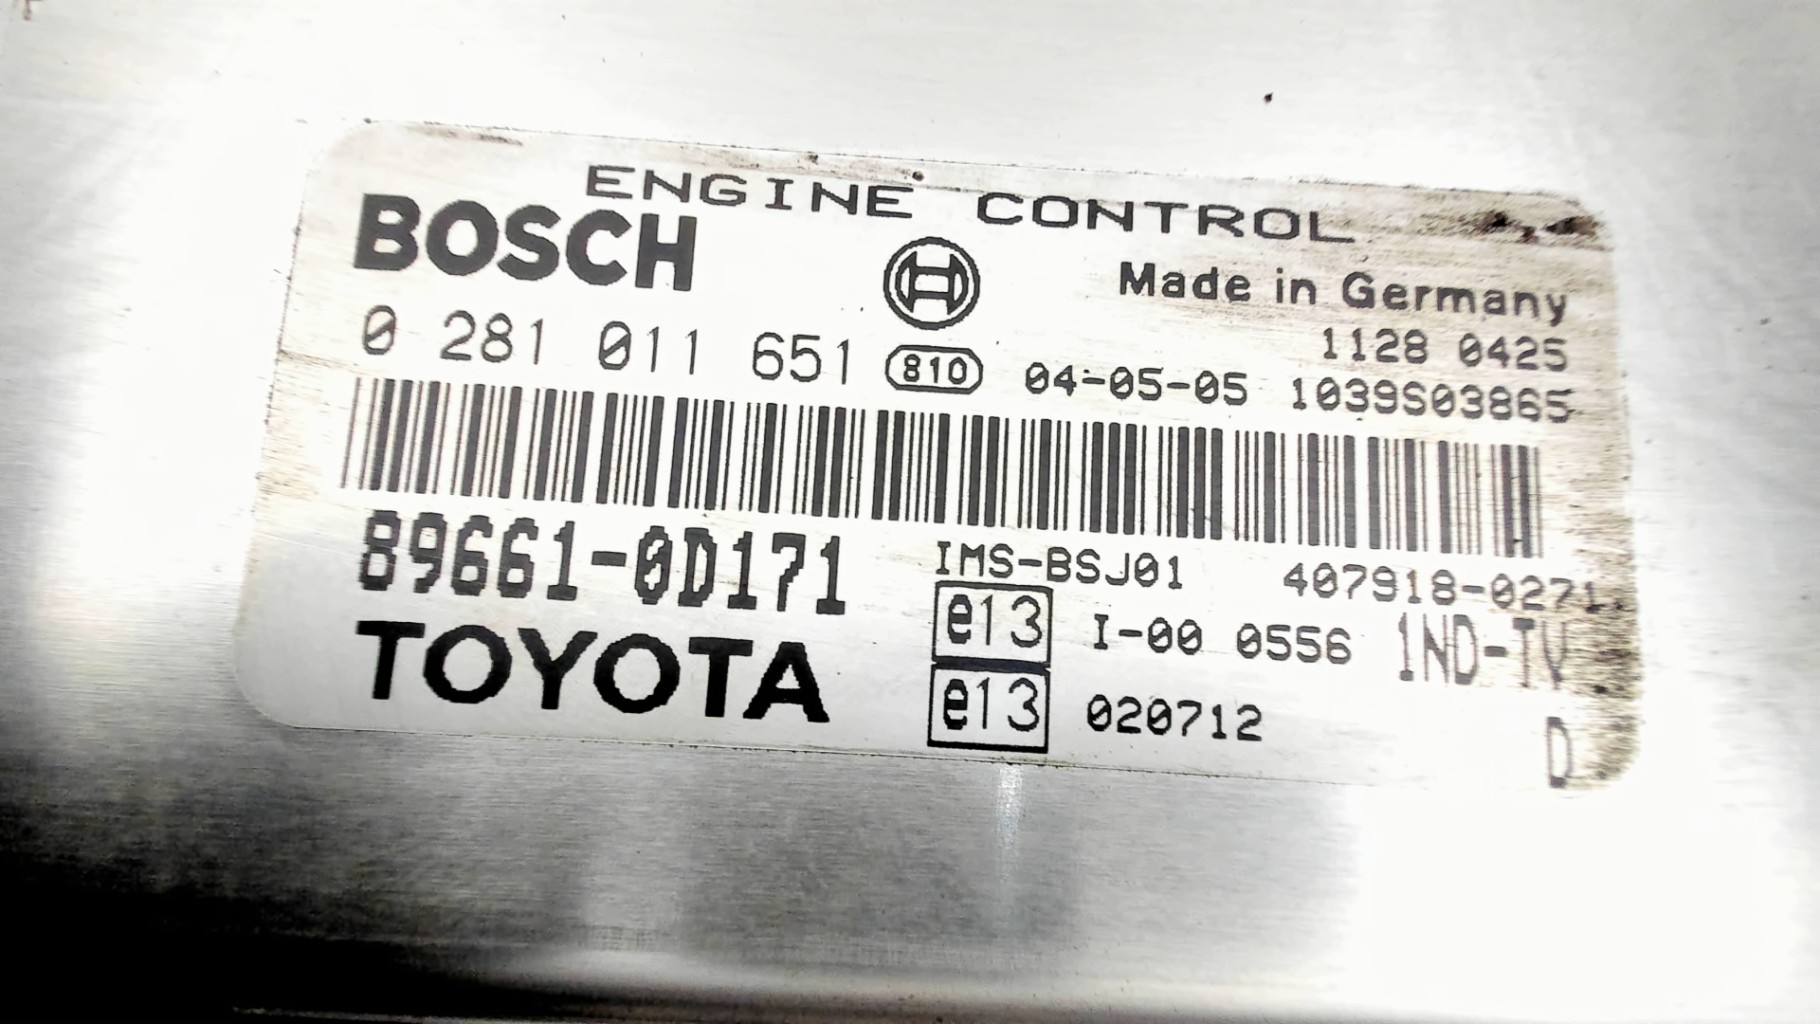 ENGINE CONTROL
BOSCH
Made in Germany
1128 0425
0 281 011 651 810 04-05-05 1039S03865
89661-0D171 IMS-BSJ01 407918-0271
e13 I-00 0556 1ND-TV
TOYOTA
e13 020712 D